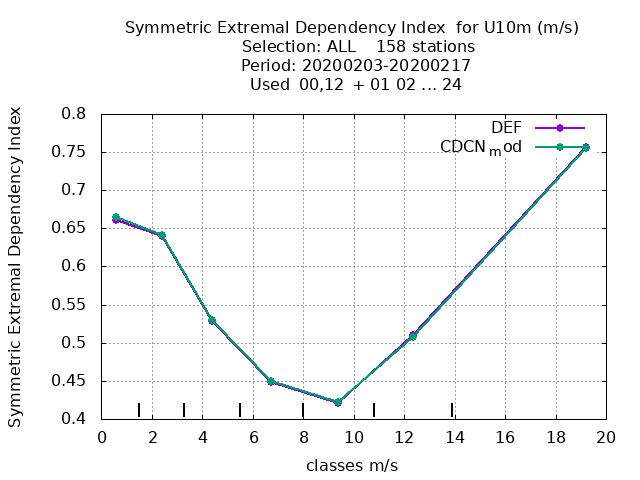 Symmetric Extremal Dependency Index  for U10m (m/s)
Selection: ALL    158 stations
Period: 20200203-20200217
Used  00,12  + 01 02 ... 24
DEF
CDCN_mod
Symmetric Extremal Dependency Index
0.8
0.75
0.7
0.65
0.6
0.55
0.5
0.45
0.4
0 2 4 6 8 10 12 14 16 18 20
classes m/s